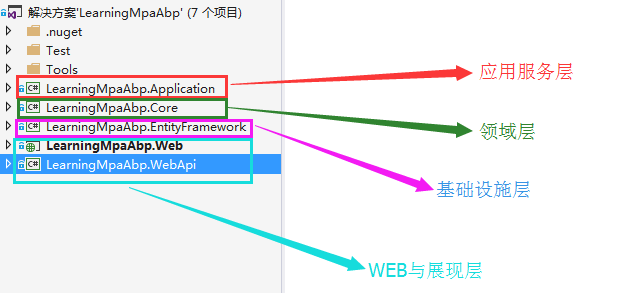 解决方案'LearningMpaAbp' (7 个项目)
.nuget
Test
Tools
C# LearningMpaAbp.Application
应用服务层
C# LearningMpaAbp.Core
领域层
C# LearningMpaAbp.EntityFramework
基础设施层
LearningMpaAbp.Web
C# LearningMpaAbp.WebApi
WEB与展现层